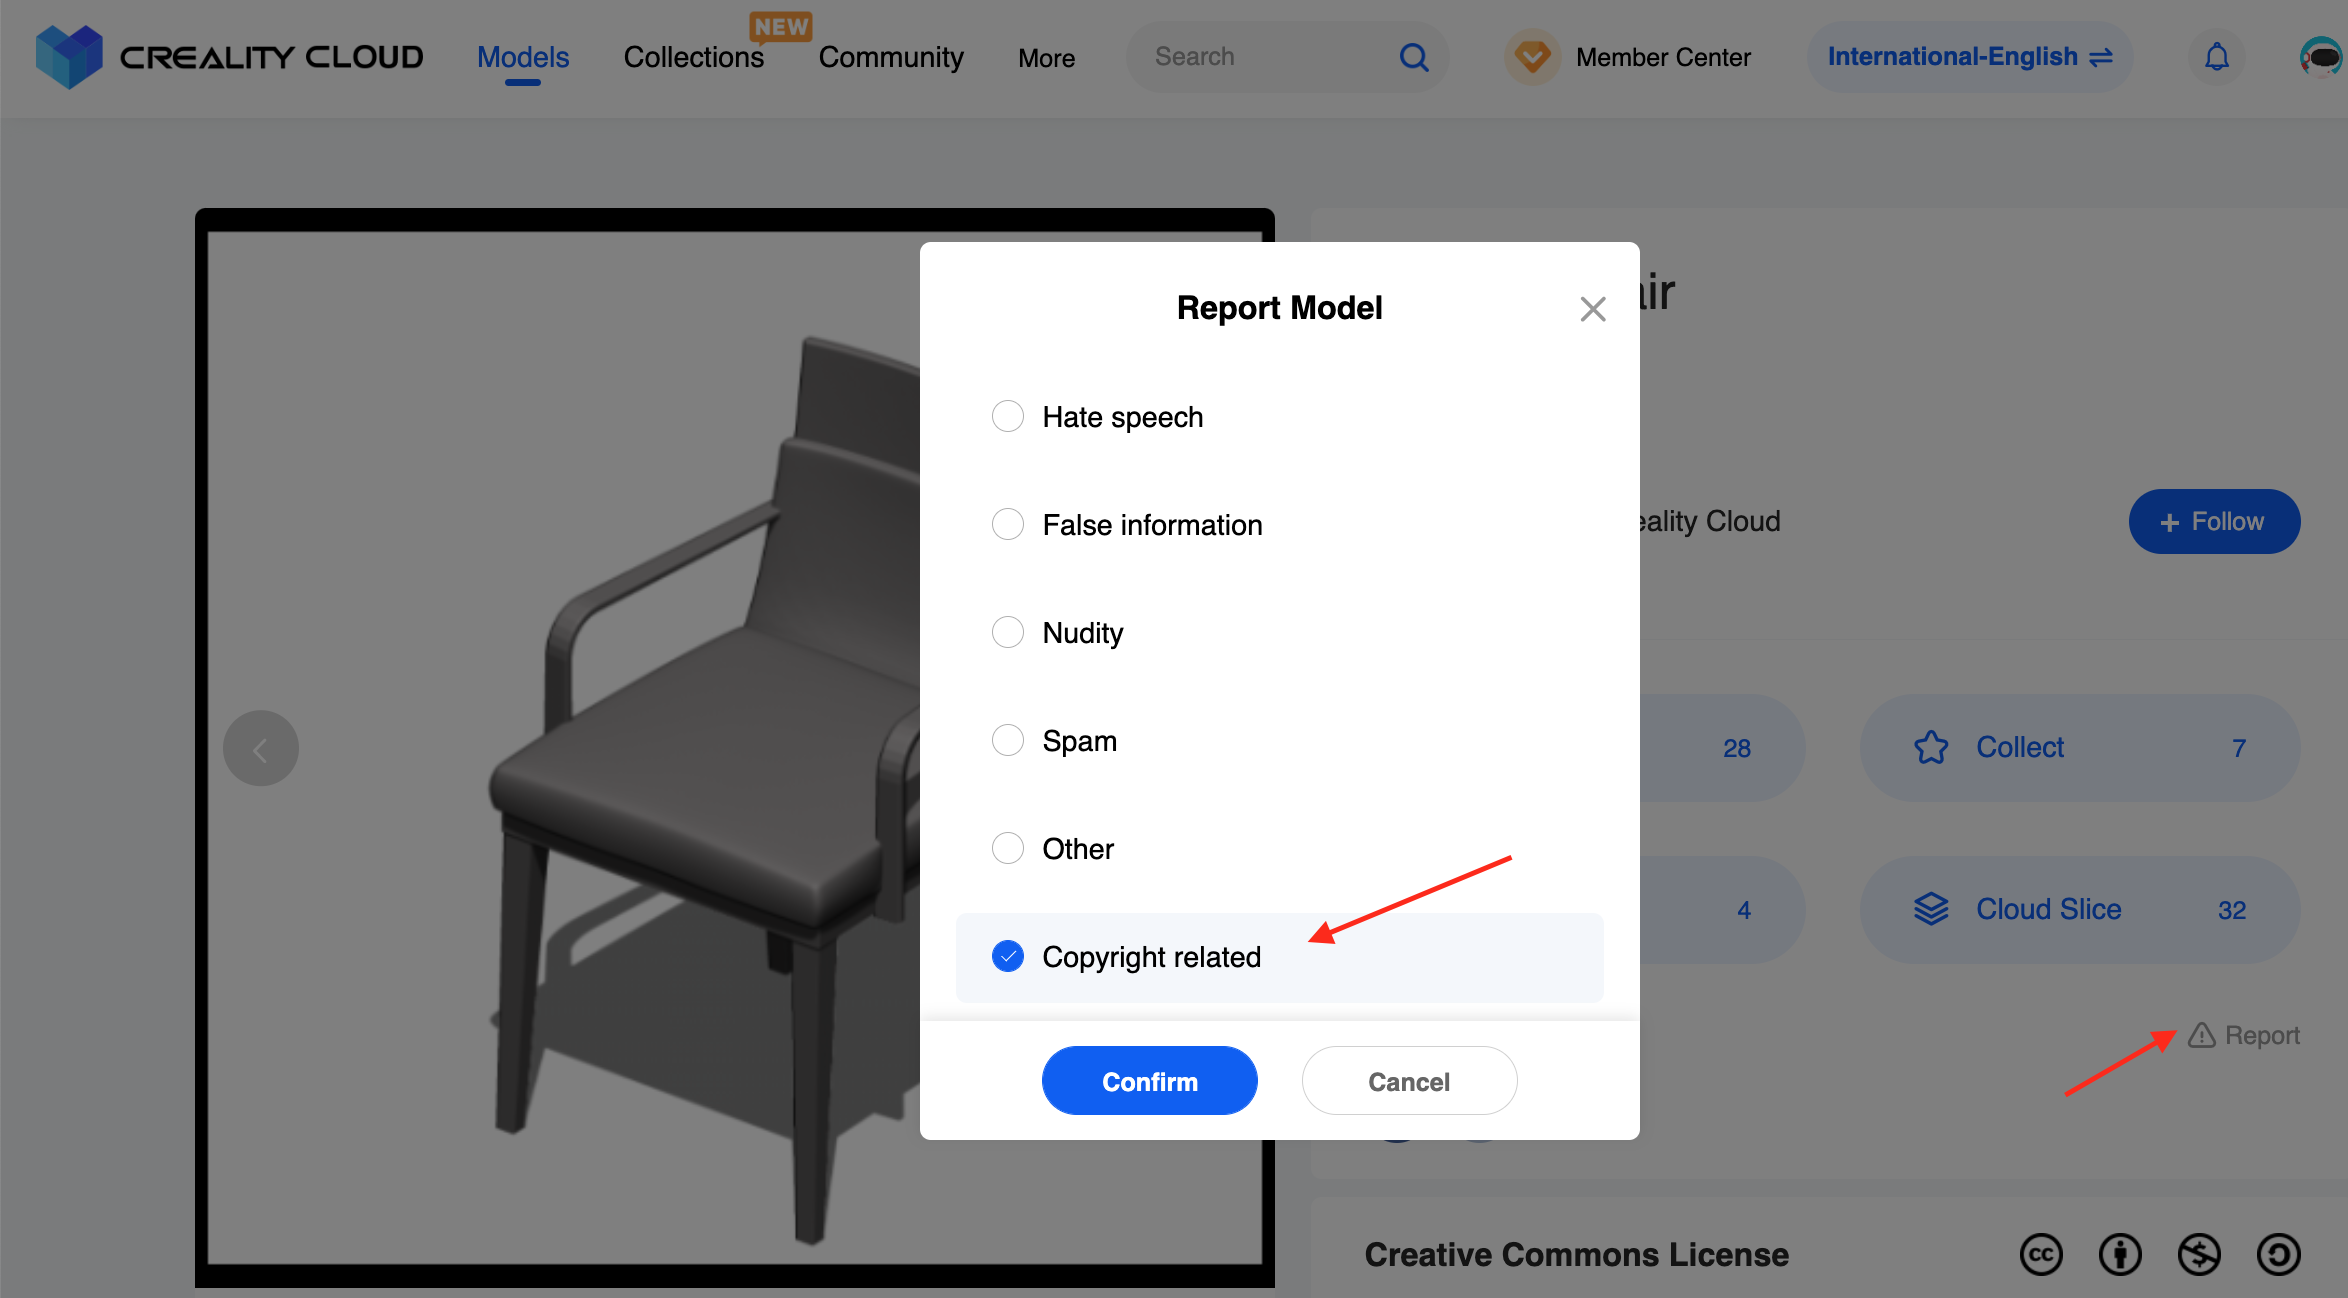 CREALITY CLOUD
Models
Collections
NEW
Community
More
Search
Member Center
International-English
Report Model
Hate speech
False information
Nudity
Spam
Other
Copyright related
Confirm
Cancel
air
eality Cloud
+ Follow
28
Collect 7
4
Cloud Slice 32
Report
Creative Commons License
cc